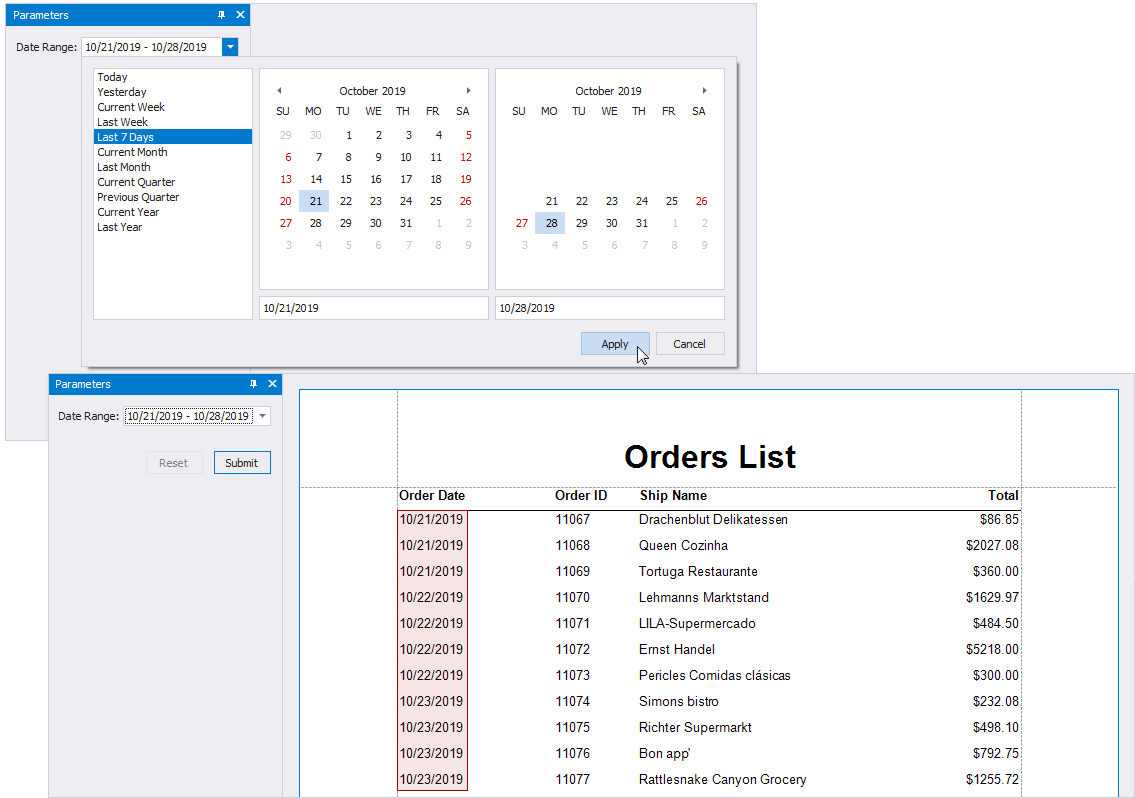 Parameters
Date Range: 10/21/2019 - 10/28/2019
Today
Yesterday
Current Week
Last Week
Last 7 Days
Current Month
Last Month
Current Quarter
Previous Quarter
Current Year
Last Year
October 2019
SU MO TU WE TH FR SA
29 30 1 2 3 4 5
6 7 8 9 10 11 12
13 14 15 16 17 18 19
20 21 22 23 24 25 26
27 28 29 30 31 1 2
3 4 5 6 7 8 9
10/21/2019
October 2019
SU MO TU WE TH FR SA
21 22 23 24 25 26
27 28 29 30 31 1 2
3 4 5 6 7 8 9
10/28/2019
Apply Cancel
Parameters
Date Range: 10/21/2019 - 10/28/2019
Reset Submit
Orders List
Order Date Order ID Ship Name Total
10/21/2019 11067 Drachenblut Delikatessen $86.85
10/21/2019 11068 Queen Cozinha $2027.08
10/21/2019 11069 Tortuga Restaurante $360.00
10/22/2019 11070 Lehmanns Marktstand $1629.97
10/22/2019 11071 LILA-Supermercado $484.50
10/22/2019 11072 Ernst Handel $5218.00
10/22/2019 11073 Pericles Comidas clásicas $300.00
10/23/2019 11074 Simons bistro $232.08
10/23/2019 11075 Richter Supermarkt $498.10
10/23/2019 11076 Bon app' $792.75
10/23/2019 11077 Rattlesnake Canyon Grocery $1255.72